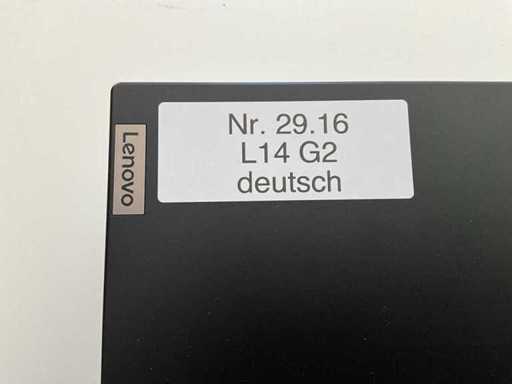 Lenovo
Nr. 29.16
L14 G2
deutsch